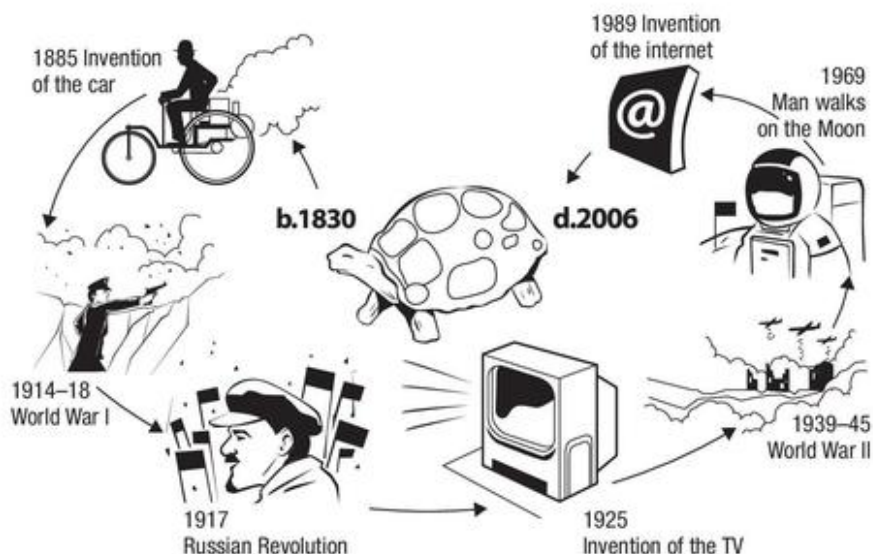 b.1830
1885 Invention
of the car
1914–18
World War I
1917
Russian Revolution
1925
Invention of the TV
1939–45
World War II
1969
Man walks
on the Moon
1989 Invention
of the internet
@
d.2006